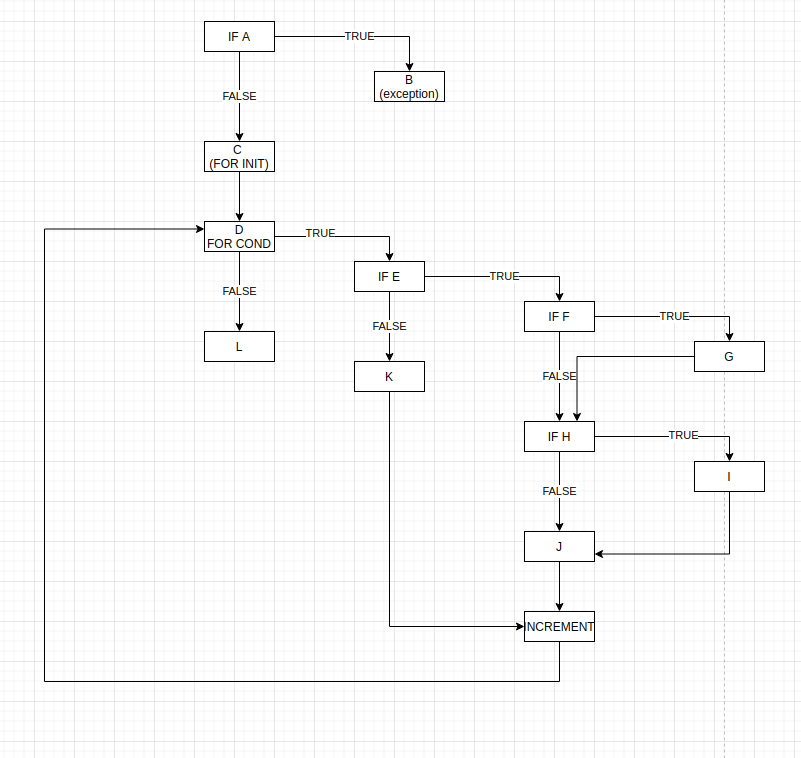 IF A
TRUE
B
(exception)
FALSE
C
(FOR INIT)
D
FOR COND
TRUE
IF E
TRUE
FALSE
IF F
TRUE
L
FALSE
G
K
FALSE
IF H
TRUE
I
FALSE
J
INCREMENT